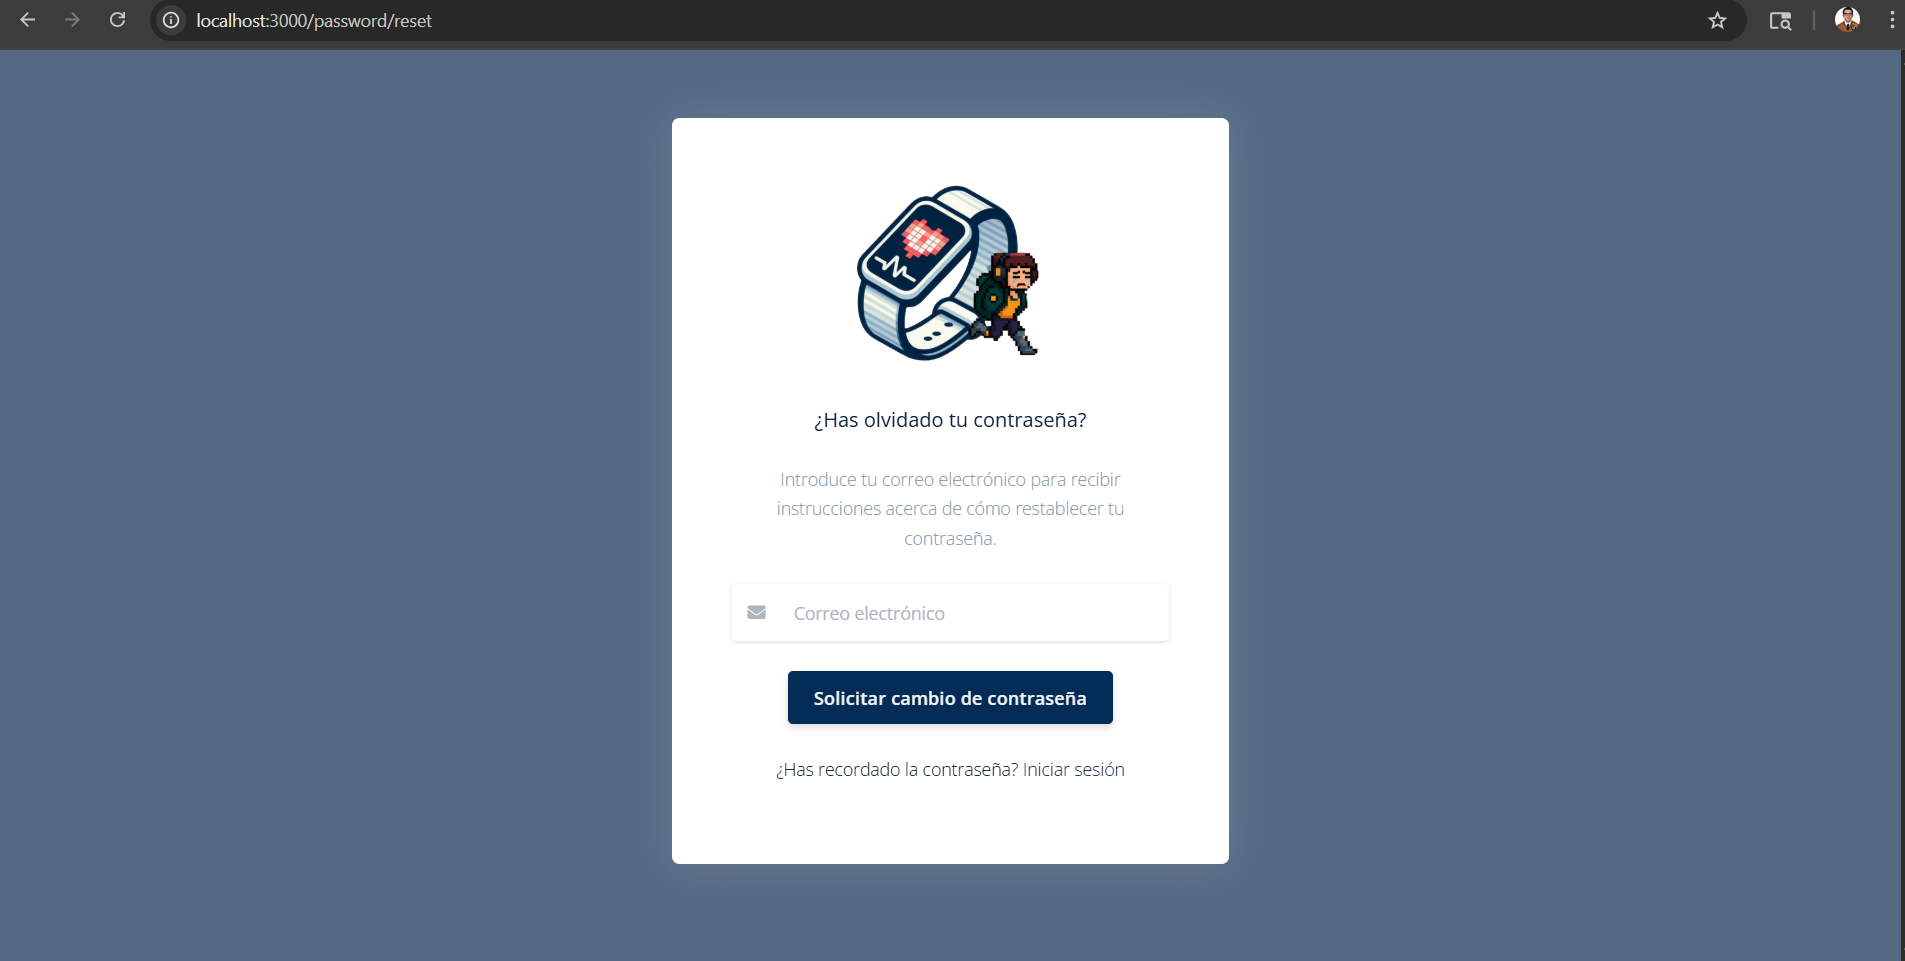 localhost:3000/password/reset
¿Has olvidado tu contraseña?
Introduce tu correo electrónico para recibir
instrucciones acerca de cómo restablecer tu
contraseña.
Correo electrónico
Solicitar cambio de contraseña
¿Has recordado la contraseña? Iniciar sesión